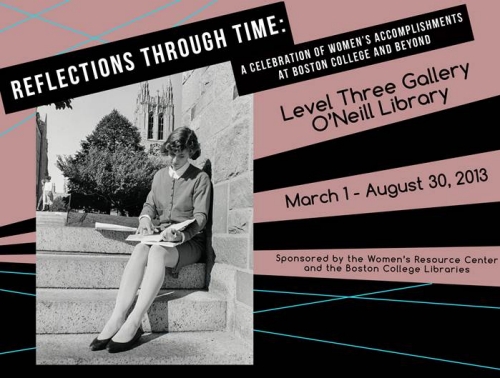 REFLECTIONS THROUGH TIME:
A CELEBRATION OF WOMEN'S ACCOMPLISHMENTS
AT BOSTON COLLEGE AND BEYOND
Level Three Gallery
O'Neill Library
March 1 - August 30, 2013
Sponsored by the Women's Resource Center
and the Boston College Libraries